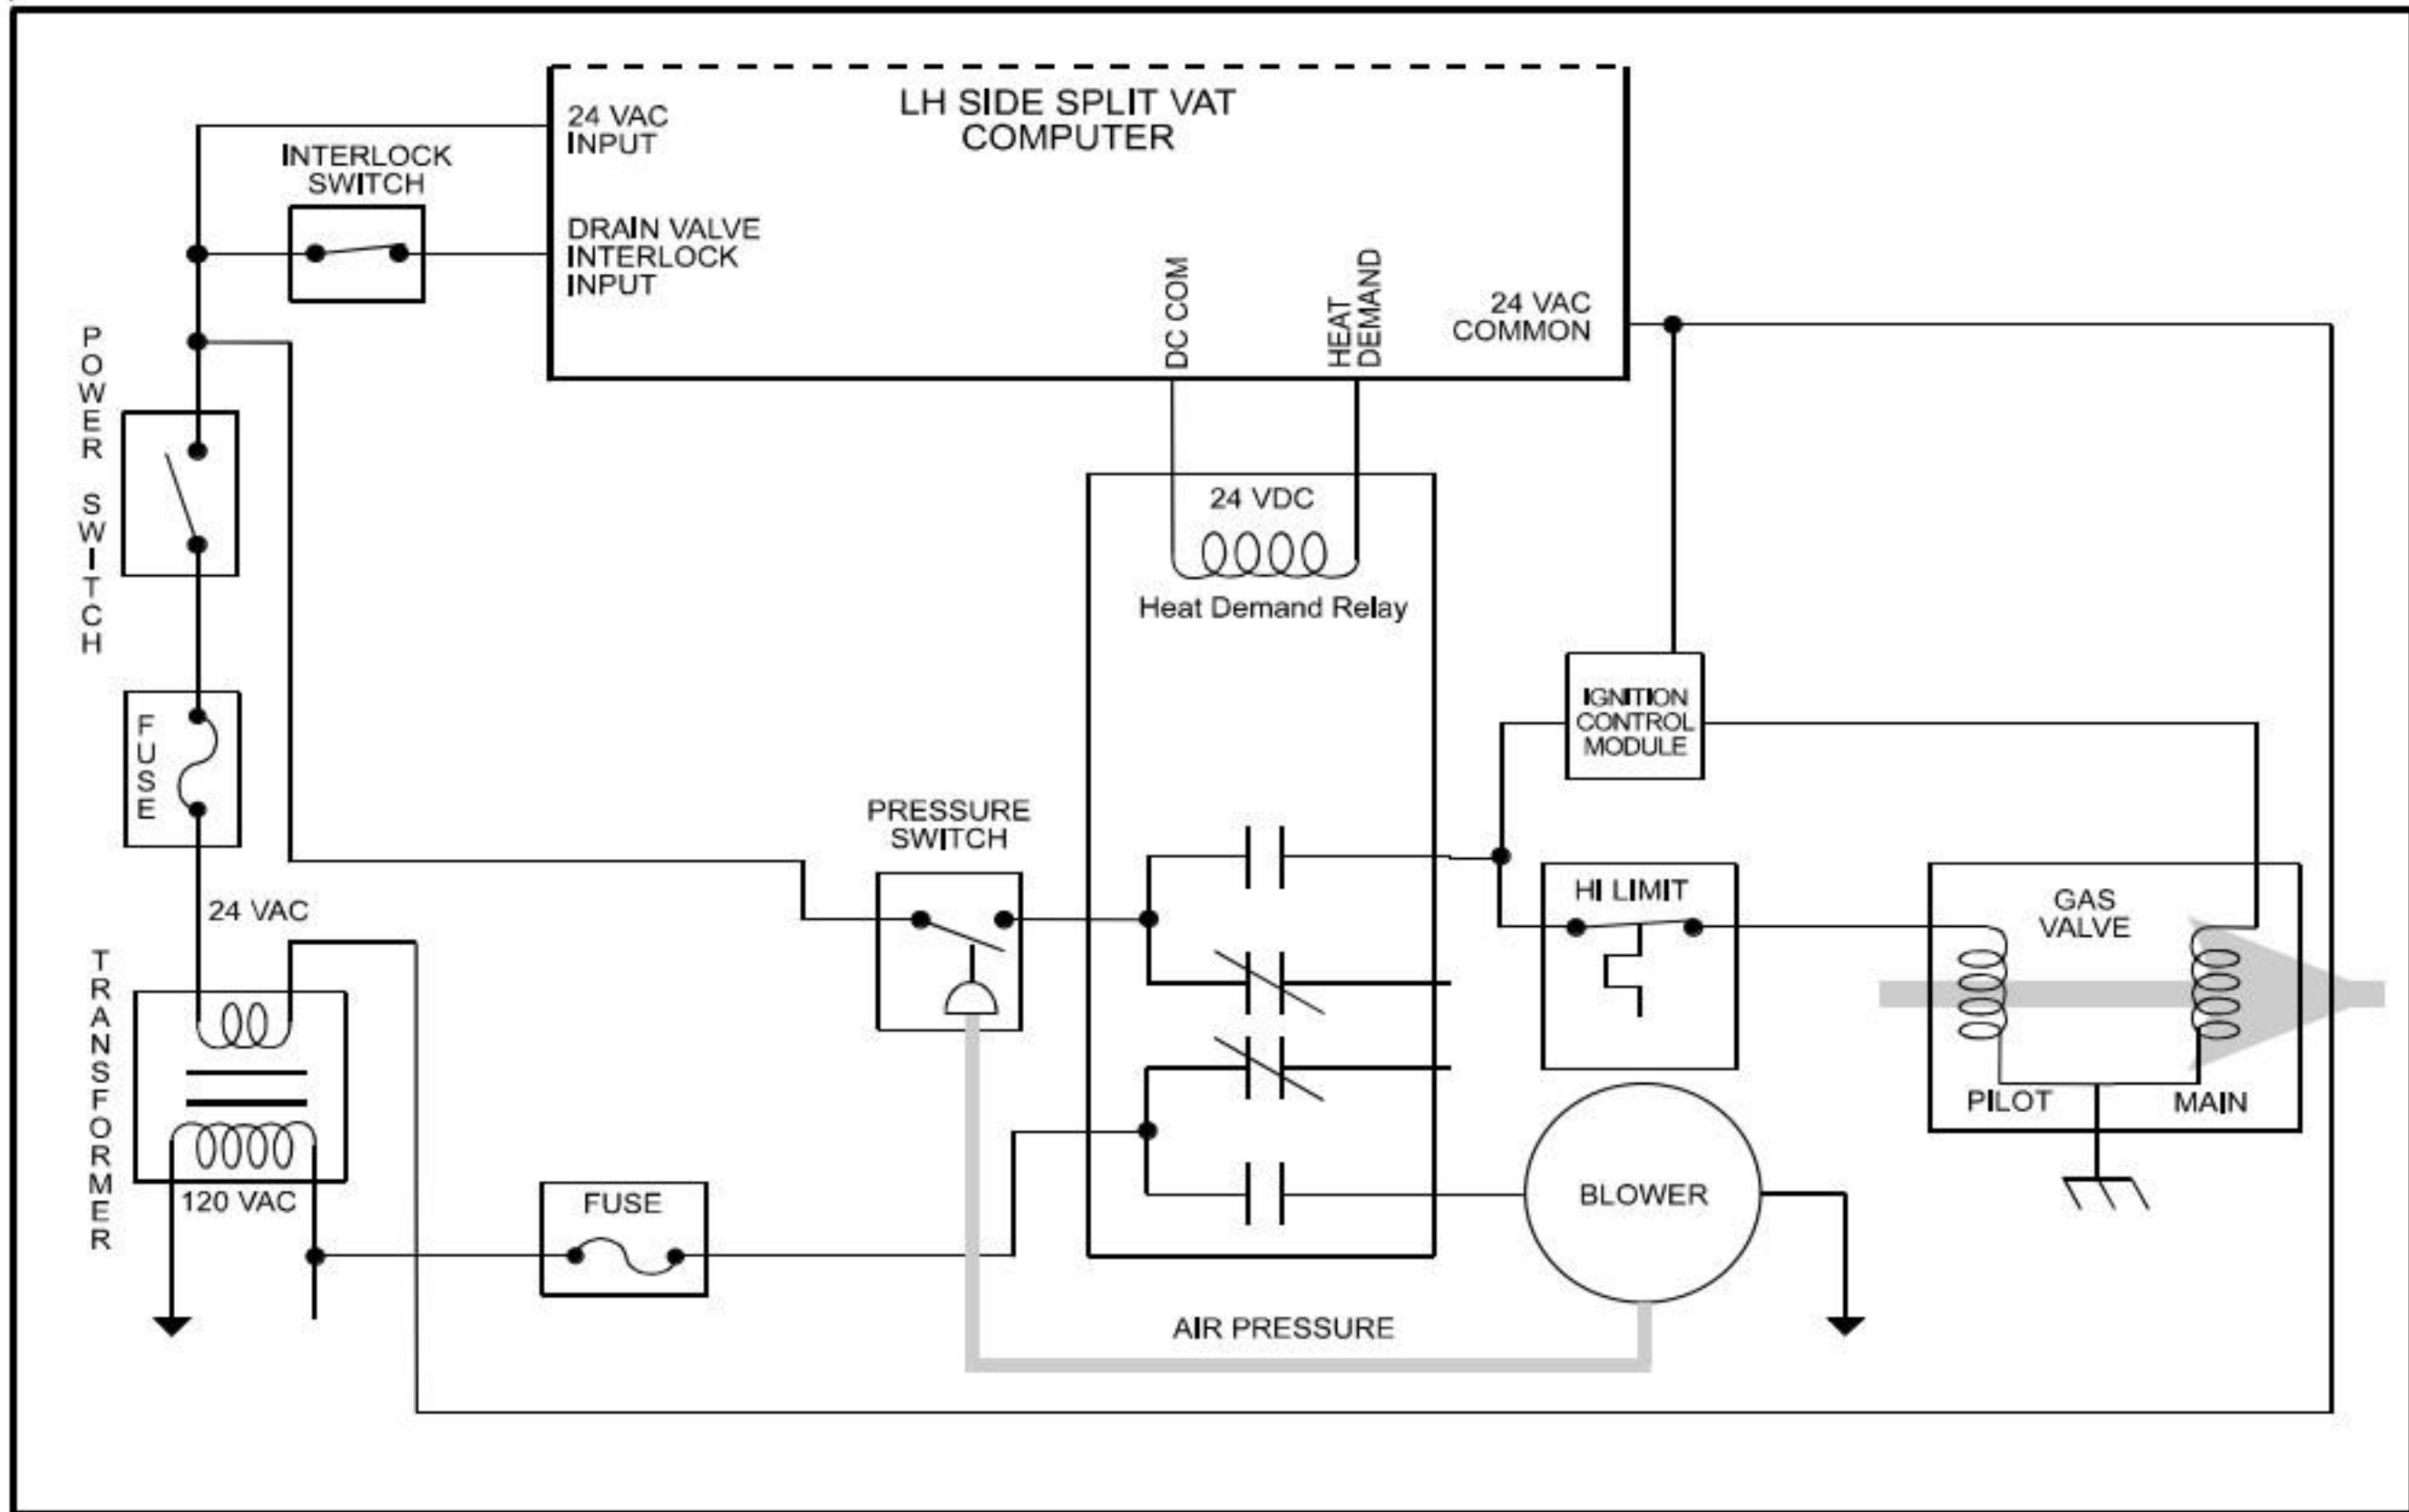 LH SIDE SPLIT VAT
COMPUTER
24 VAC
INPUT
INTERLOCK
SWITCH
DRAIN VALVE
INTERLOCK
INPUT
DC COM
HEAT
DEMAND
24 VAC
COMMON
POWER SWITCH
24 VDC
Heat Demand Relay
IGNITION
CONTROL
MODULE
FUSE
PRESSURE
SWITCH
HI LIMIT
GAS
VALVE
24 VAC
TRANSFORMER
PILOT
MAIN
120 VAC
FUSE
BLOWER
AIR PRESSURE